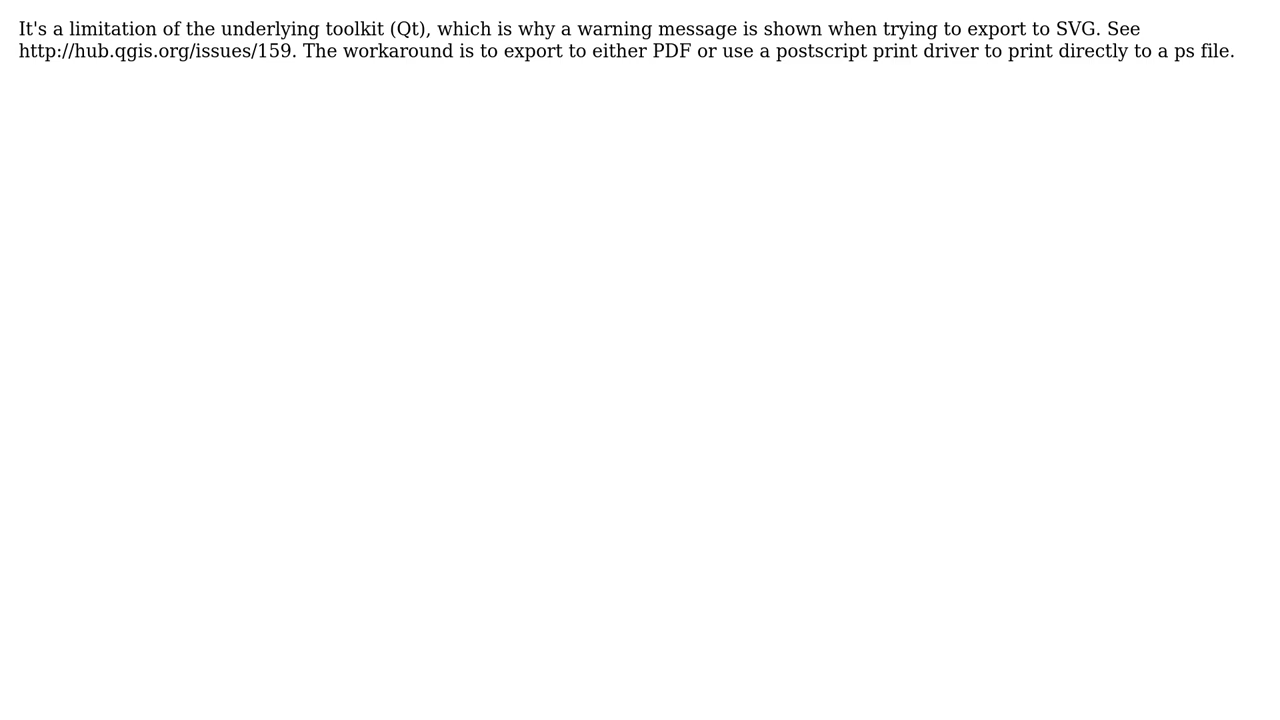 It's a limitation of the underlying toolkit (Qt), which is why a warning message is shown when trying to export to SVG. See
http://hub.qgis.org/issues/159. The workaround is to export to either PDF or use a postscript print driver to print directly to a ps file.